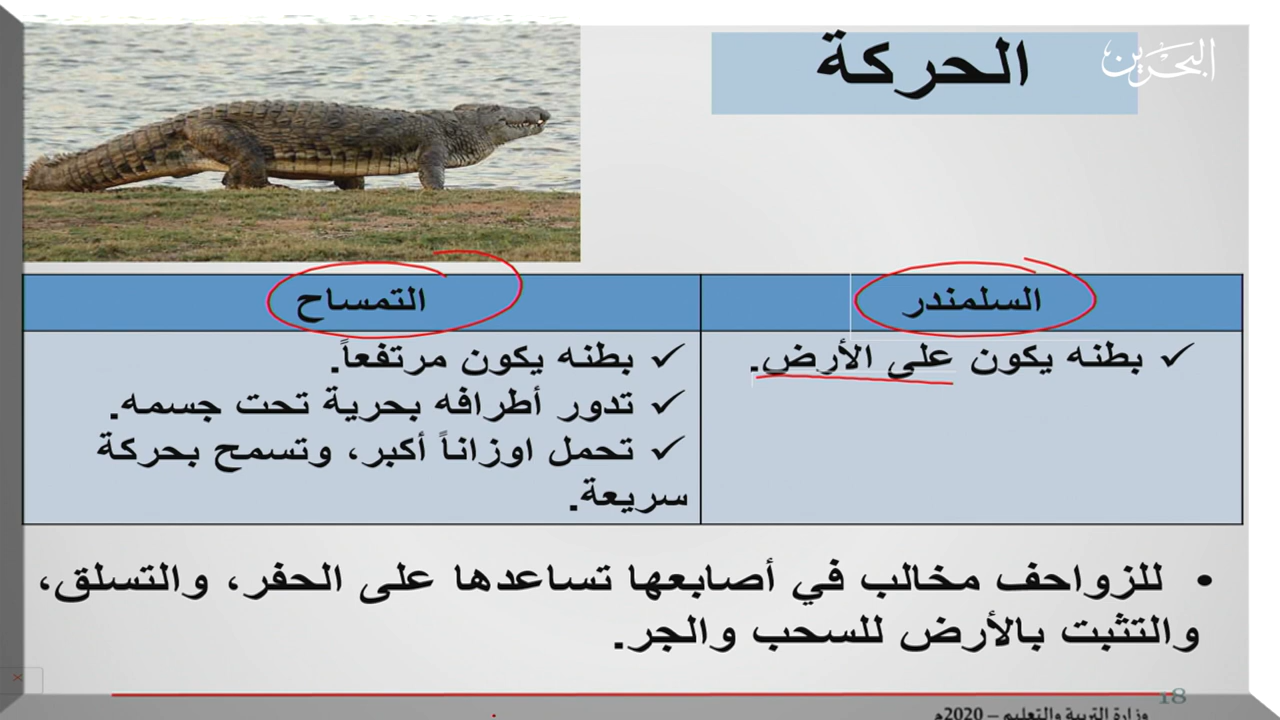 الحركة
البحرين
السلمندر
التمساح
✓ بطنه يكون على الأرض.
✓ بطنه يكون مرتفعاً.
✓ تدور أطرافه بحرية تحت جسمه.
✓ تحمل اوزاناً أكبر، وتسمح بحركة
سريعة.
• للزواحف مخالب في أصابعها تساعدها على الحفر، والتسلق،
والتثبت بالأرض للسحب والجر.
18
وزارة التربية والتعليم – 2020م